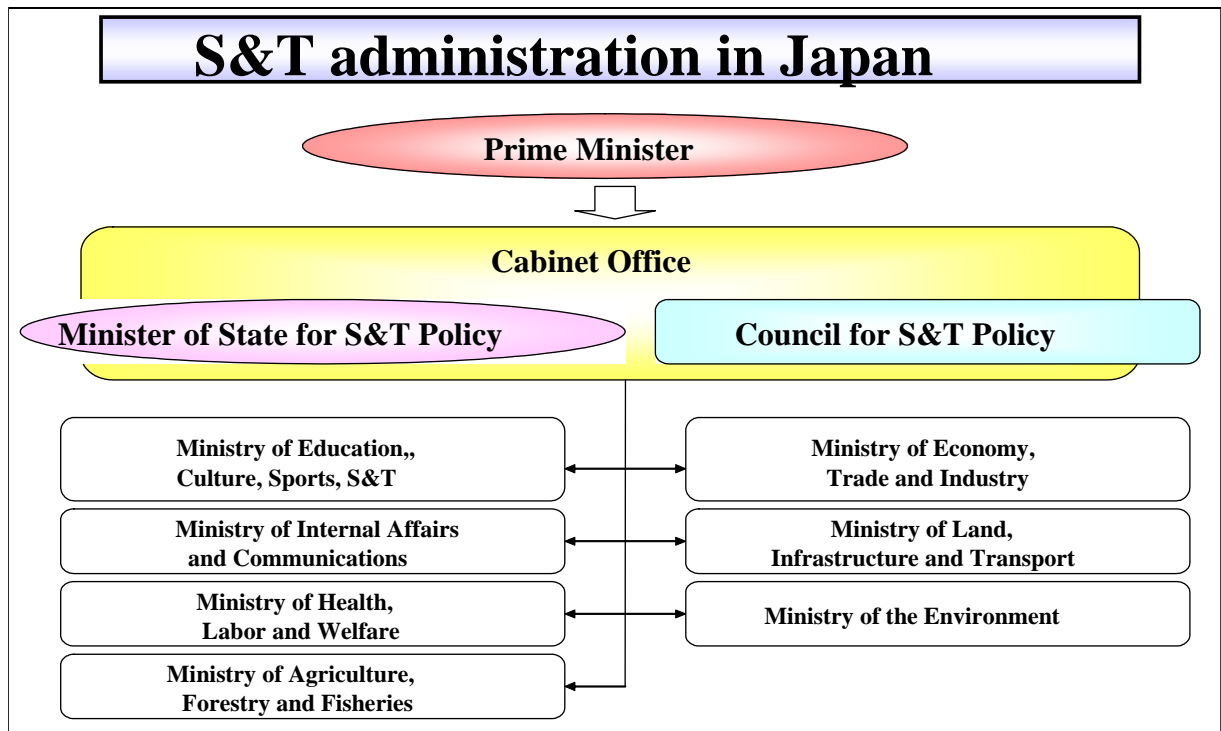 S&T administration in Japan
Prime Minister
Cabinet Office
Minister of State for S&T Policy
Council for S&T Policy
Ministry of Education,,
Culture, Sports, S&T
Ministry of Economy,
Trade and Industry
Ministry of Internal Affairs
and Communications
Ministry of Land,
Infrastructure and Transport
Ministry of Health,
Labor and Welfare
Ministry of the Environment
Ministry of Agriculture,
Forestry and Fisheries